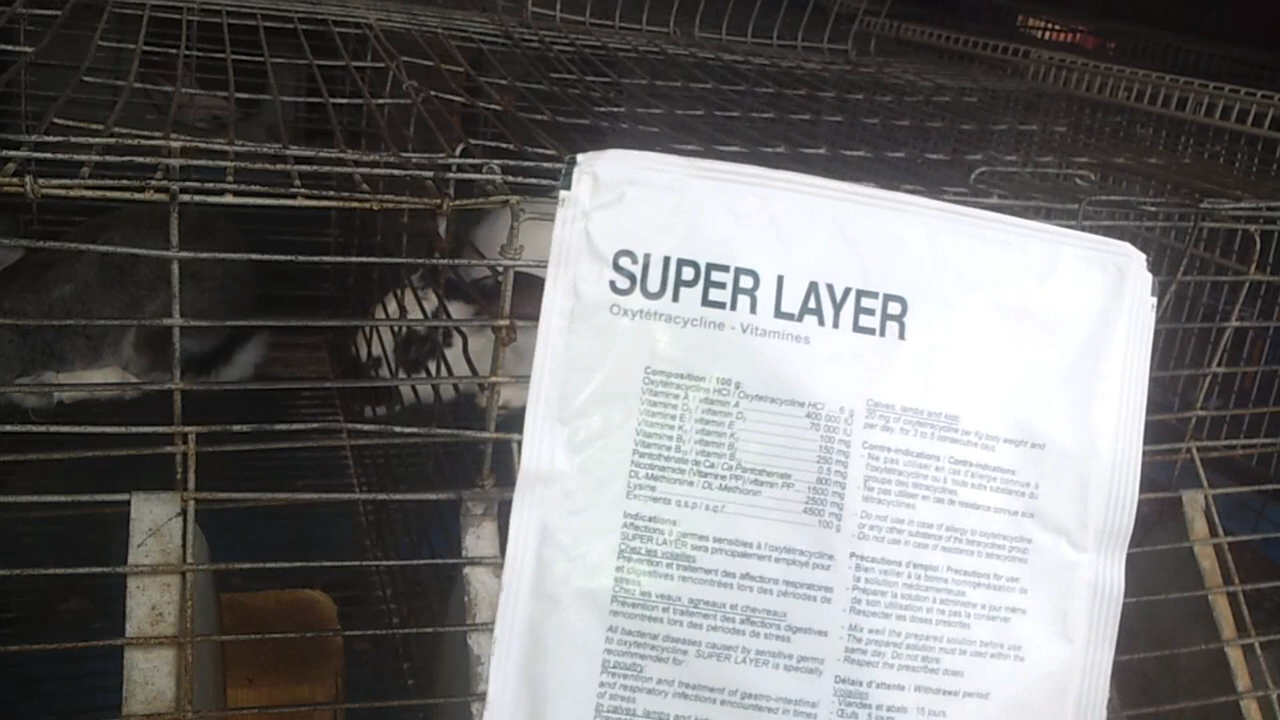 SUPER LAYER
Oxytétracycline - Vitamines
Composition / 100 g:
Oxytétracycline HCl / Oxytetracycline HCl 6 g
Vitamine A / vitamin A 400 000 IU
Vitamine D3 / vitamin D3 70 000 IU
Vitamine E / vitamin E 100 mg
Vitamine K3 / vitamin K3 150 mg
Vitamine B2 / vitamin B2 250 mg
Vitamine B12 / vitamin B12 0.5 mg
Pantothénate de Ca / Ca Pantothenate 600 mg
Nicotinamide (Vitamine PP)/vitamin PP 1500 mg
DL-Méthionine / DL-Methionin 2500 mg
Lysine 4500 mg
Excipients q.s.p / s.q.f. 100 g
Indications:
Affections à germes sensibles à l'oxytétracycline.
SUPER LAYER sera principalement employé pour
Chez les volailles
Prévention et traitement des affections respiratoires
et digestives rencontrées lors des périodes de
stress.
Chez les veaux, agneaux et chevreaux
Prévention et traitement des affections digestives
rencontrées lors des périodes de stress.
All bacterial diseases caused by sensitive germs
to oxytetracycline. SUPER LAYER is specially
recommended for:
In poultry:
Prevention and treatment of gastro-intestinal
and respiratory infections encountered in times
of stress.
In calves, lambs and
Calves, lambs and kids
20 mg of oxytetracycline per Kg body weight and
per day, for 3 to 5 consecutive days.
Contre-indications / Contra-indications:
- Ne pas utiliser en cas d'allergie connue à
l'oxytétracycline ou à toute autre substance du
groupe des tétracyclines.
- Ne pas utiliser en cas de résistance connue aux
tétracyclines.
- Do not use in case of allergy to oxytetracycline
or any other substance of the tetracyclines group.
- Do not use in case of resistance to tetracyclines.
Précautions d'emploi / Precautions for use:
- Bien veiller à la bonne homogénéisation de
la solution médicamenteuse.
- Préparer la solution à administrer le jour même
de son utilisation et ne pas la conserver.
- Respecter les doses prescrites.
- Mix well the prepared solution before use.
- The prepared solution must be used within the
same day. Do not store.
- Respect the prescribed doses.
Délais d'attente / Withdrawal period:
Volailles
- Viandes et abats : 15 jours
- Œufs : 5 jours